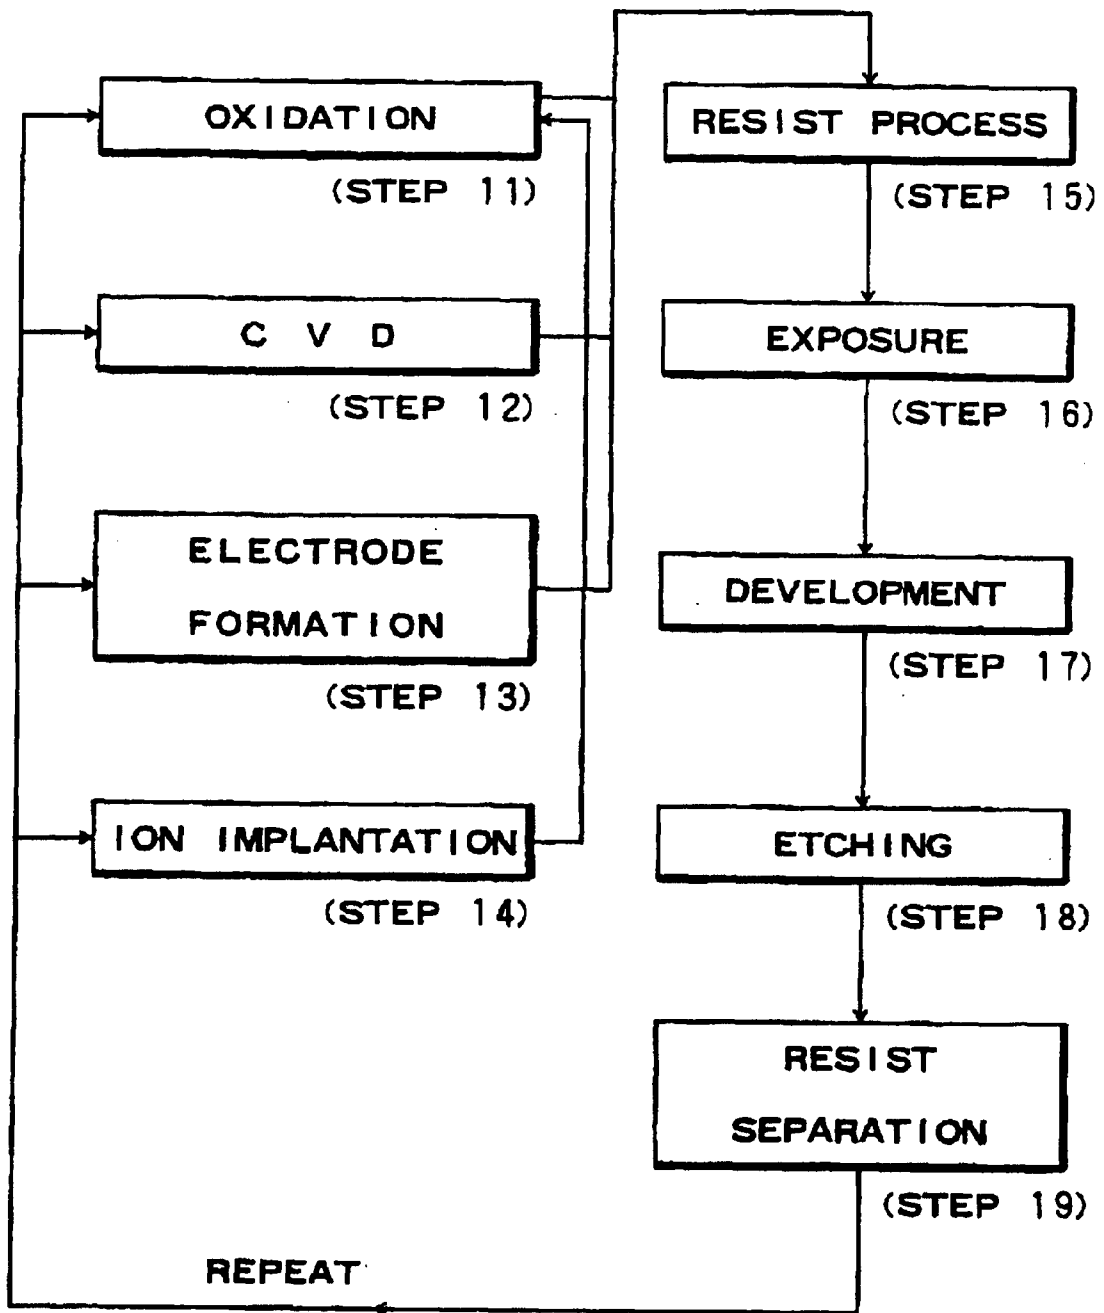 OXIDATION
(STEP 11)
C V D
(STEP 12)
ELECTRODE
FORMATION
(STEP 13)
ION IMPLANTATION
(STEP 14)
RESIST PROCESS
(STEP 15)
EXPOSURE
(STEP 16)
DEVELOPMENT
(STEP 17)
ETCHING
(STEP 18)
RESIST
SEPARATION
(STEP 19)
REPEAT